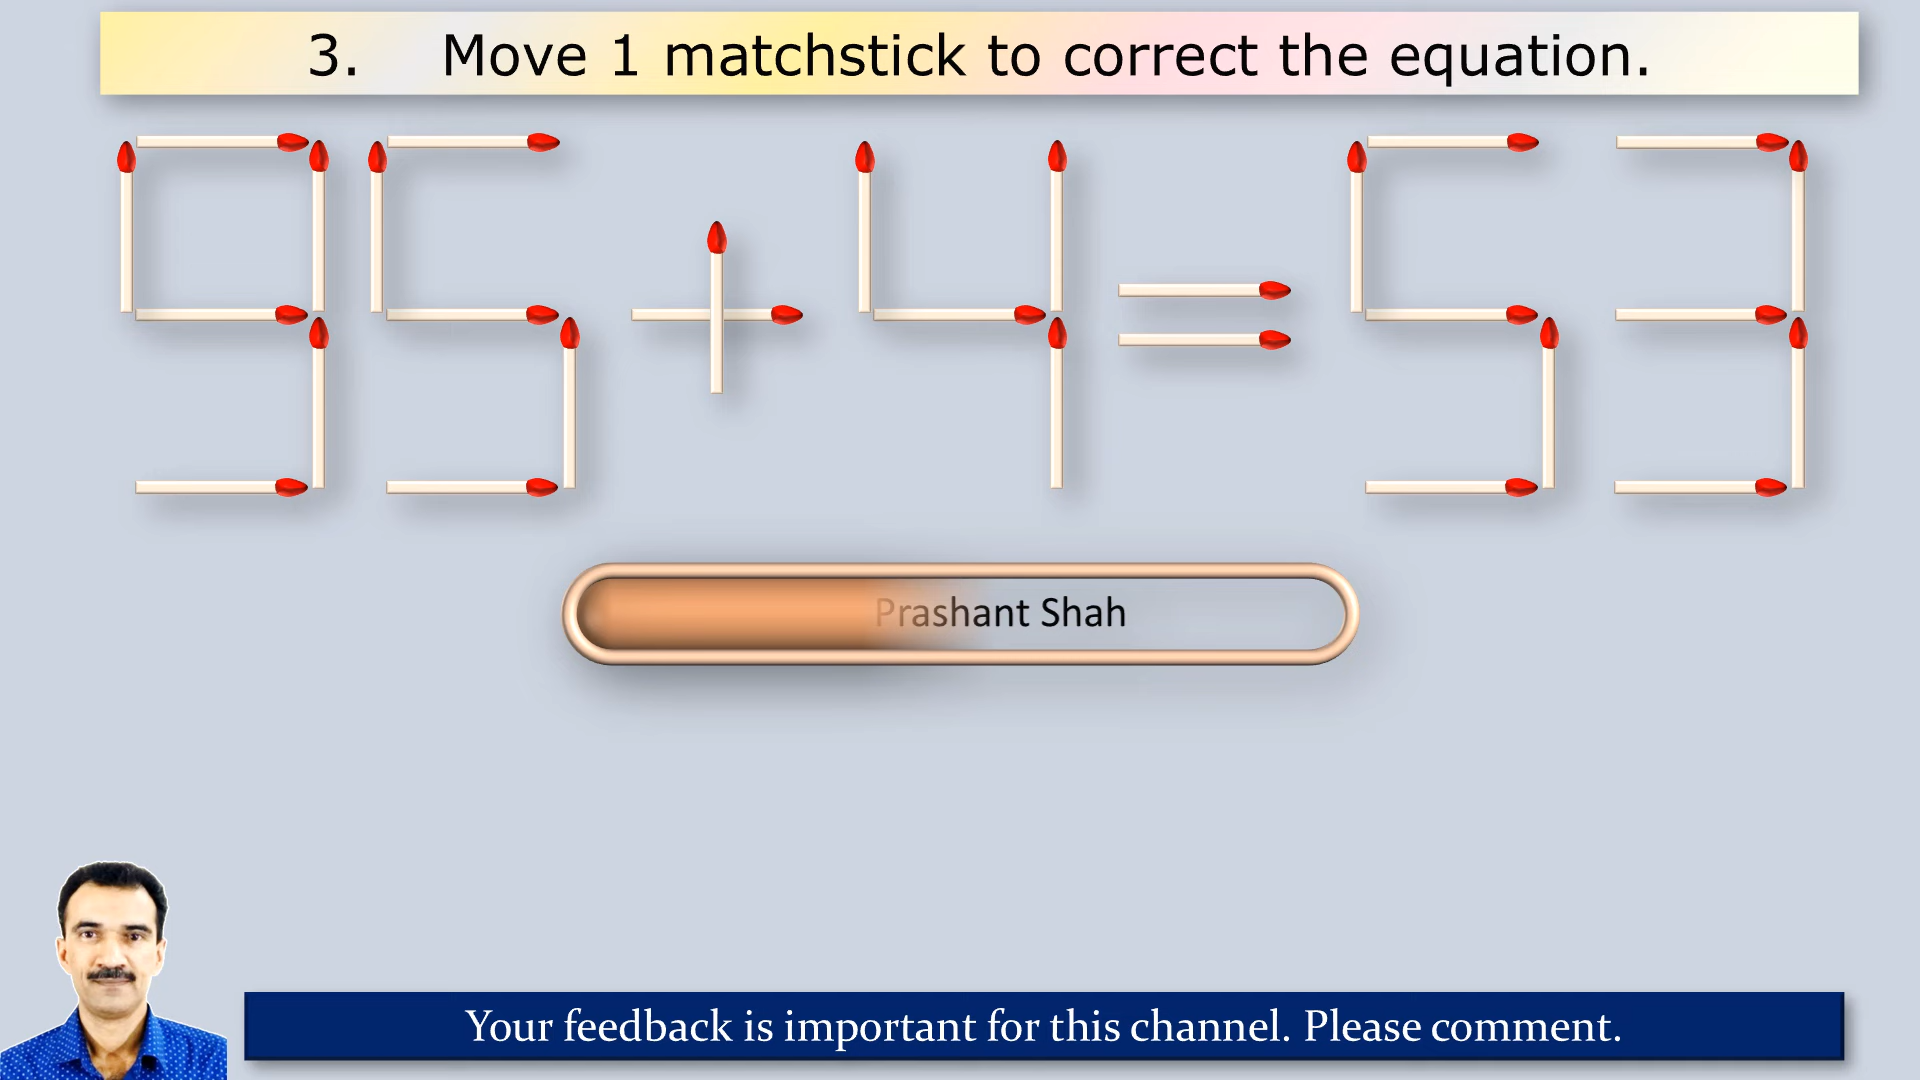 3. Move 1 matchstick to correct the equation.
95+4=53
Prashant Shah
Your feedback is important for this channel. Please comment.